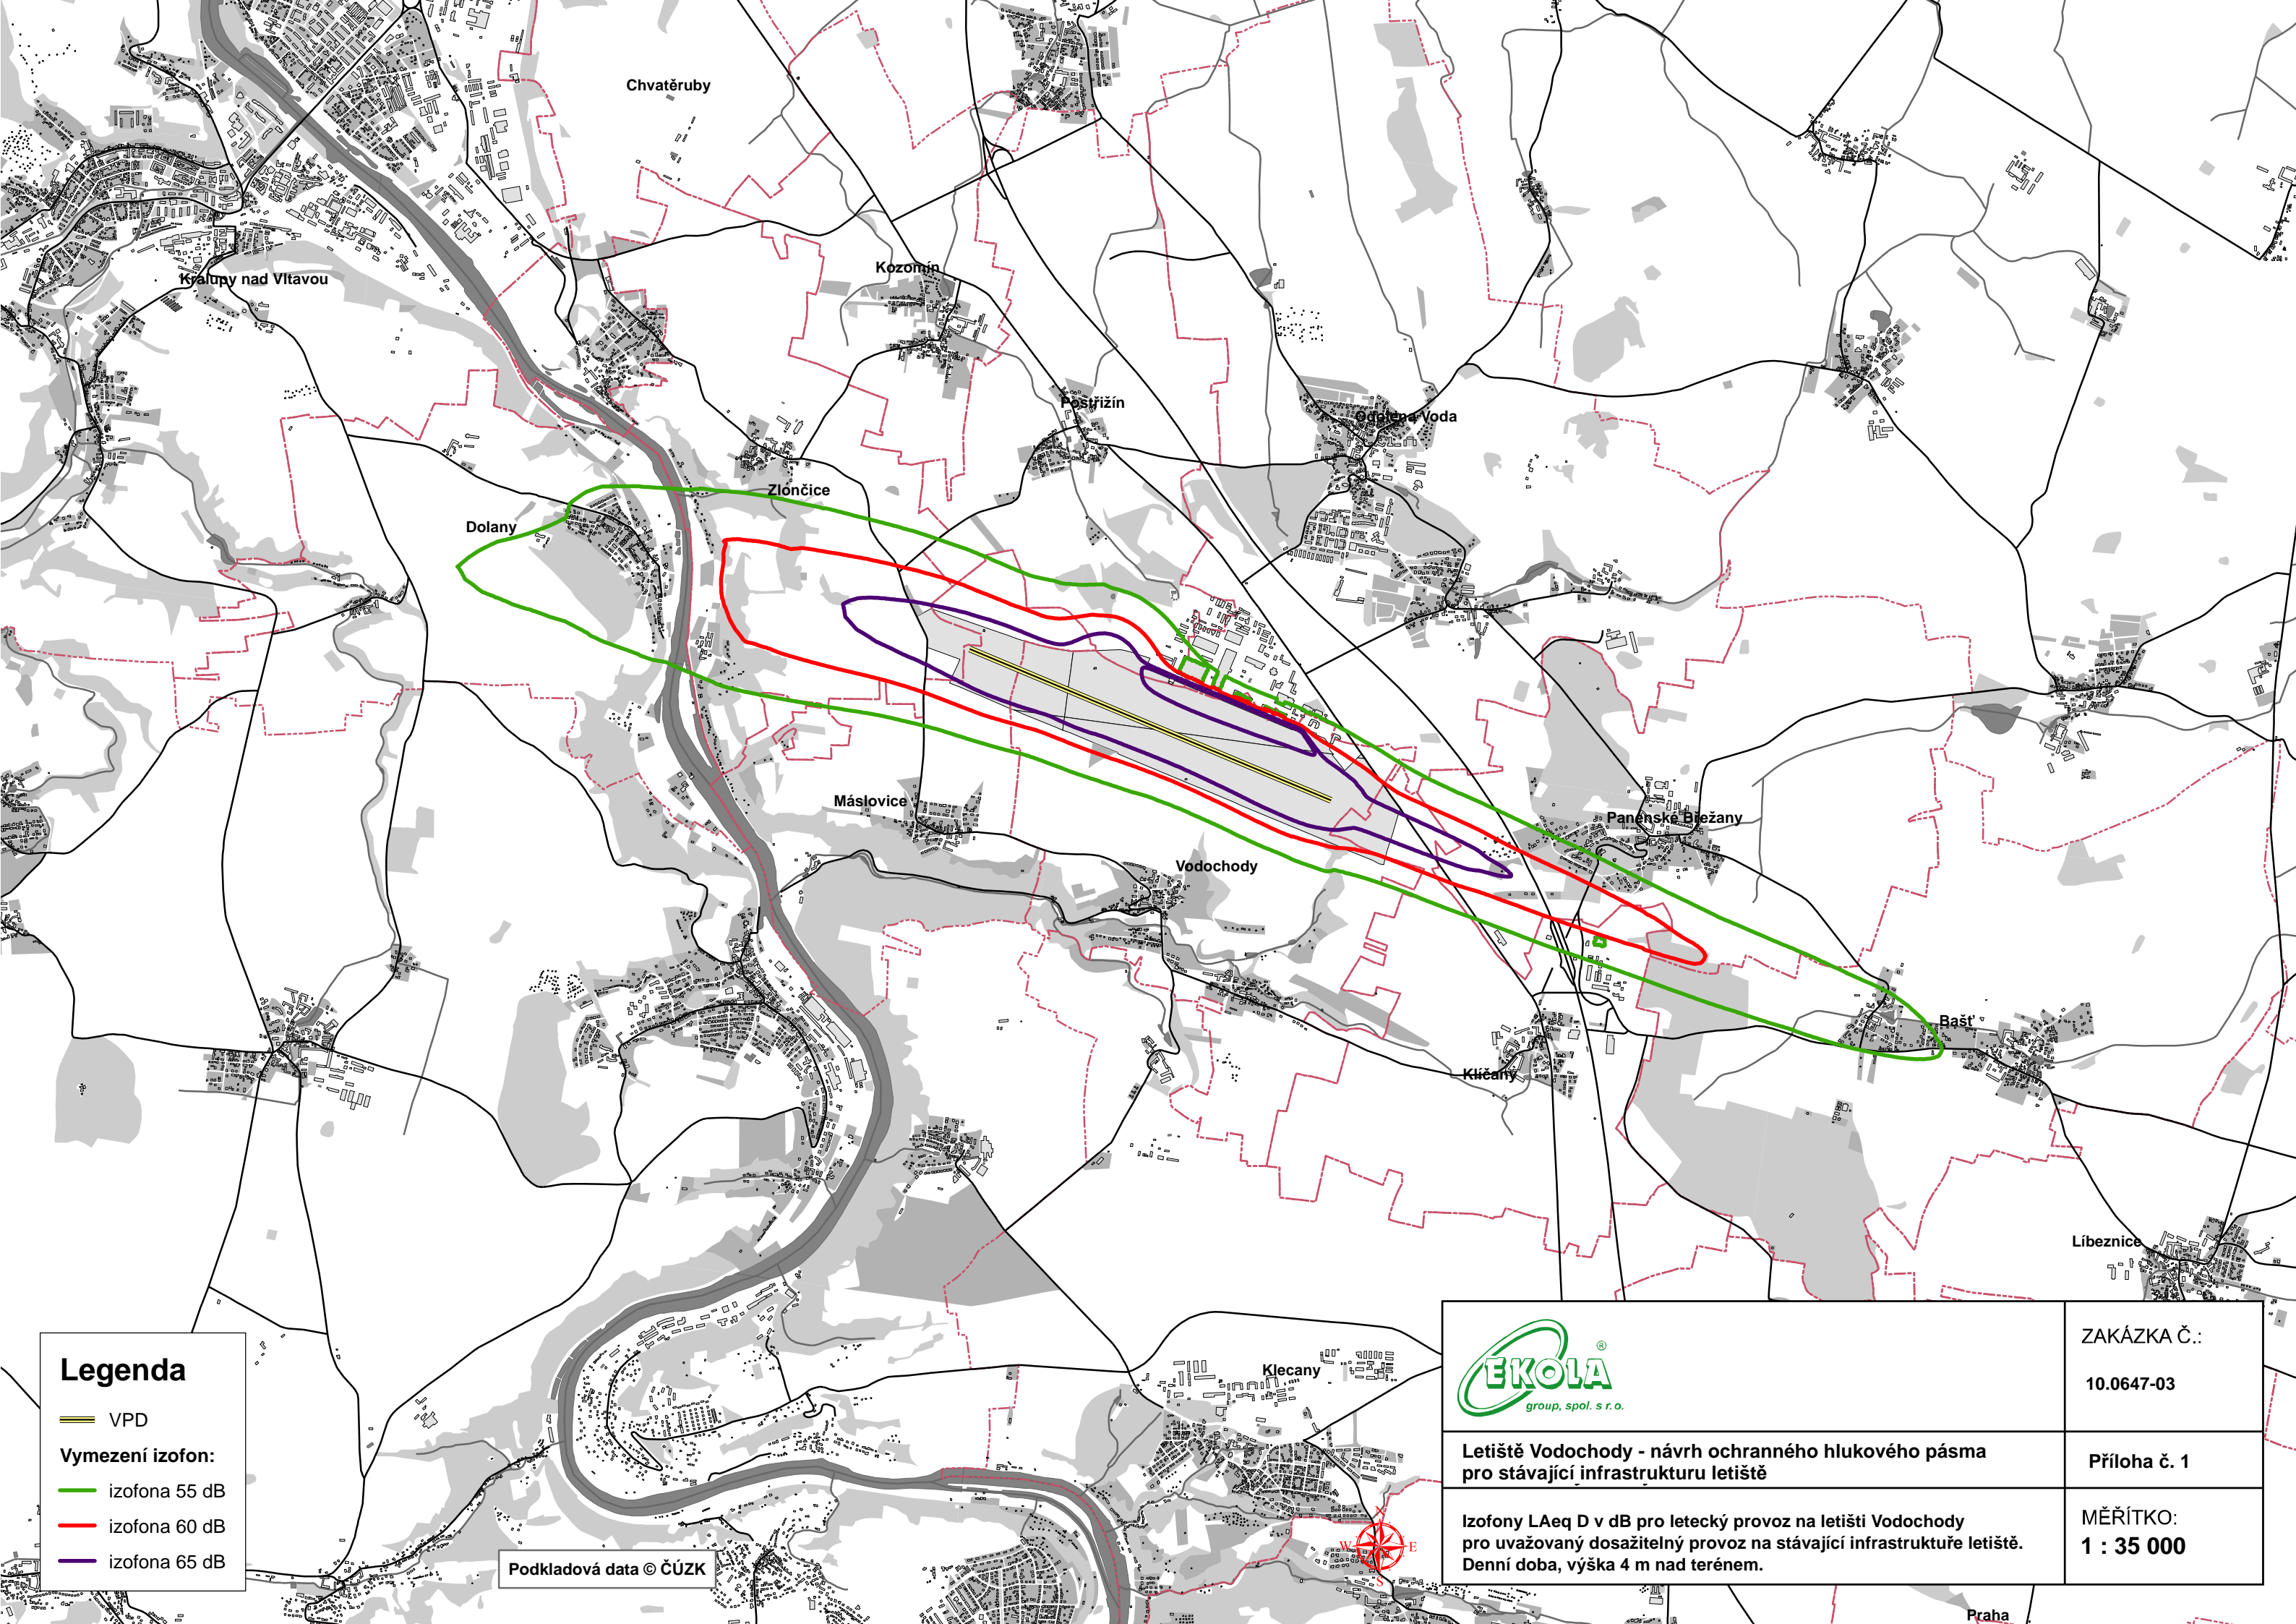 Chvatěruby
Kralupy nad Vltavou
Kozomín
Postřižín
Odolena Voda
Zlončice
Dolany
Máslovice
Vodochody
Panenské Břežany
Bašť
Klíčany
Líbeznice
Klecany
Praha
Legenda
VPD
Vymezení izofon:
izofona 55 dB
izofona 60 dB
izofona 65 dB
Podkladová data © ČÚZK
N
W
E
S
EKOLA ®
group, spol. s r.o.
ZAKÁZKA Č.:
10.0647-03
Letiště Vodochody - návrh ochranného hlukového pásma
pro stávající infrastrukturu letiště
Příloha č. 1
Izofony LAeq D v dB pro letecký provoz na letišti Vodochody
pro uvažovaný dosažitelný provoz na stávající infrastruktuře letiště.
Denní doba, výška 4 m nad terénem.
MĚŘÍTKO:
1 : 35 000